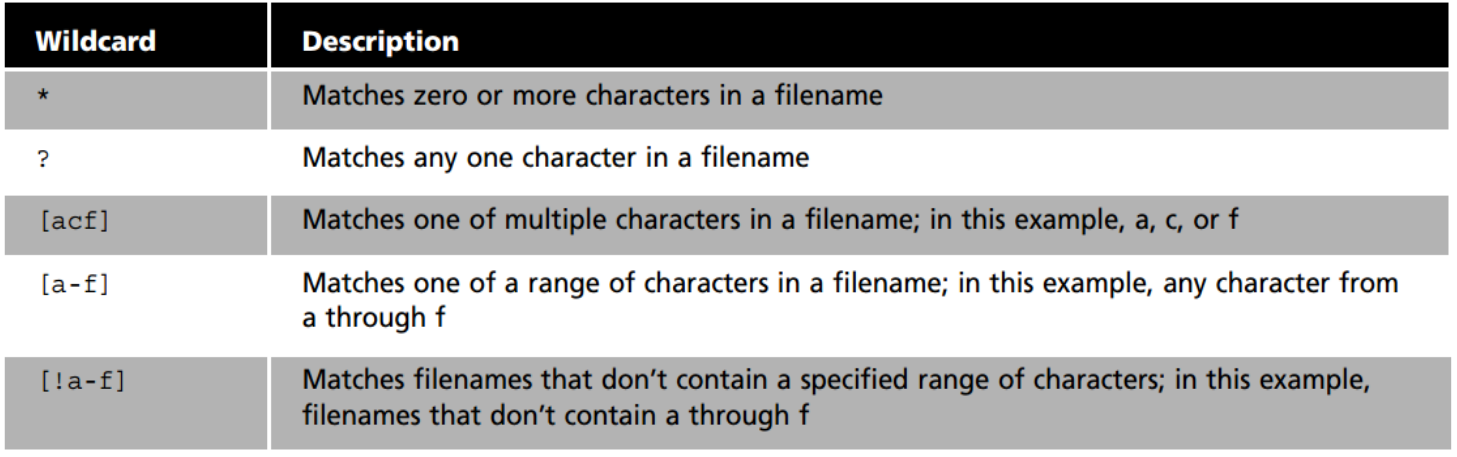 Wildcard Description
* Matches zero or more characters in a filename
? Matches any one character in a filename
[acf] Matches one of multiple characters in a filename; in this example, a, c, or f
[a-f] Matches one of a range of characters in a filename; in this example, any character from
a through f
[!a-f] Matches filenames that don’t contain a specified range of characters; in this example,
filenames that don’t contain a through f